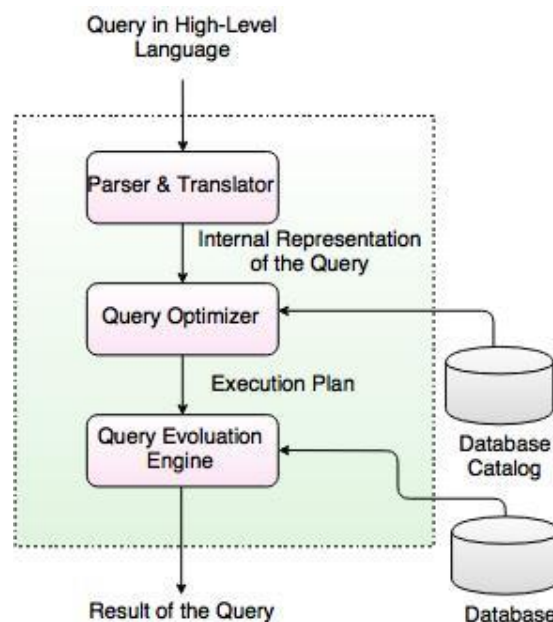 Query in High-Level
Language
Parser & Translator
Internal Representation
of the Query
Query Optimizer
Execution Plan
Query Evoluation
Engine
Database
Catalog
Result of the Query
Database